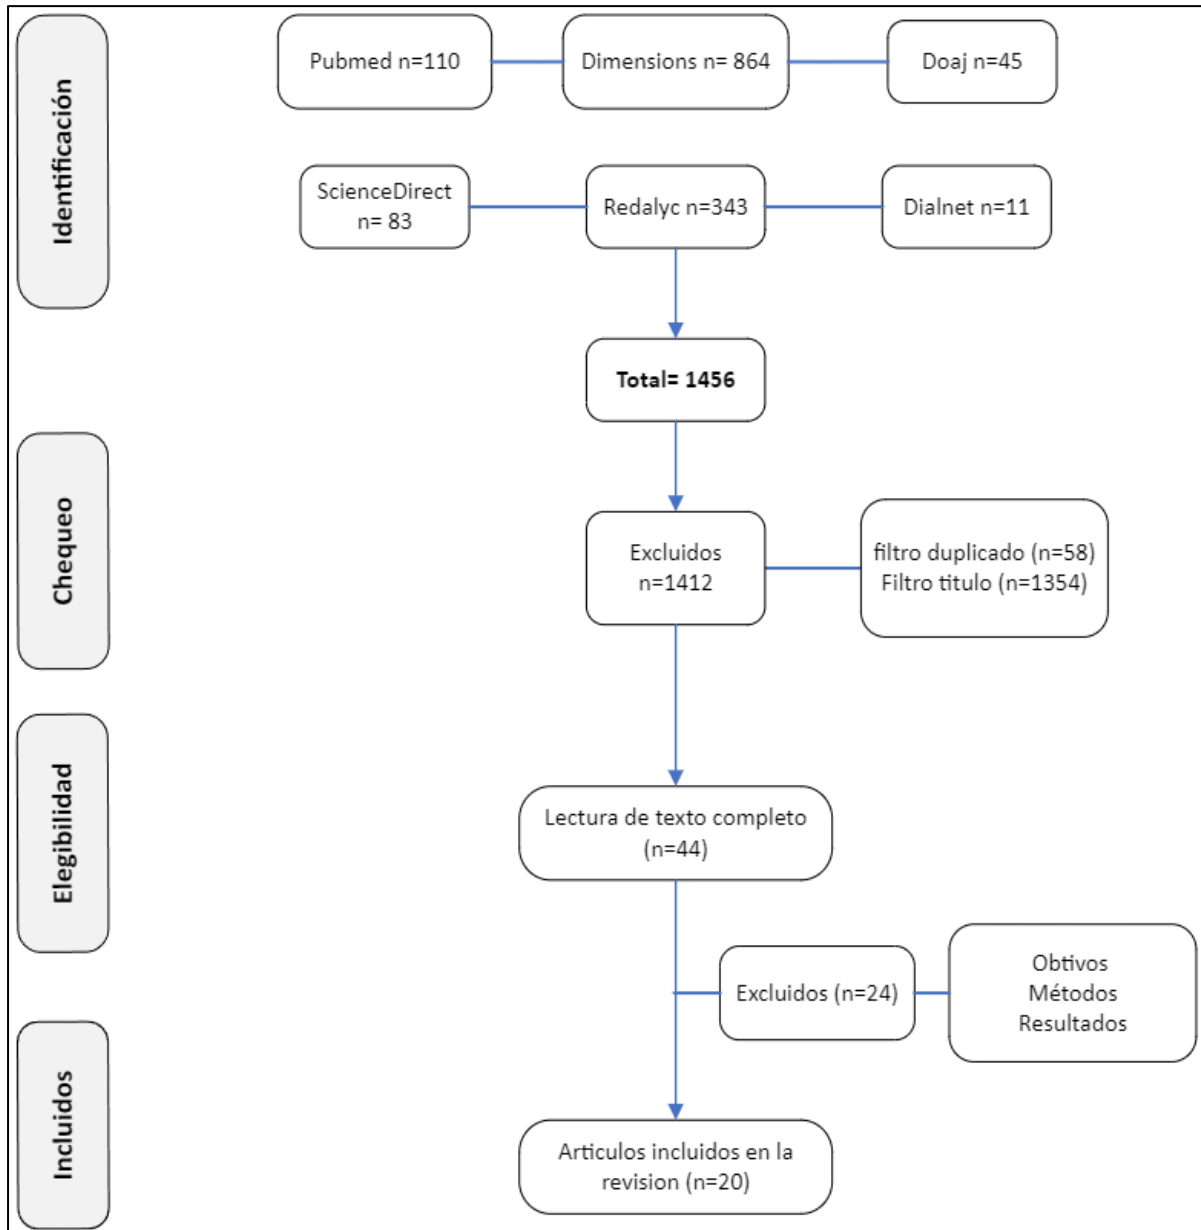 Identificación
Pubmed n=110
Dimensions n= 864
Doaj n=45
ScienceDirect
n= 83
Redalyc n=343
Dialnet n=11
Total= 1456
Chequeo
Excluidos
n=1412
filtro duplicado (n=58)
Filtro titulo (n=1354)
Elegibilidad
Lectura de texto completo
(n=44)
Excluidos (n=24)
Obtivos
Métodos
Resultados
Incluidos
Artículos incluidos en la
revision (n=20)